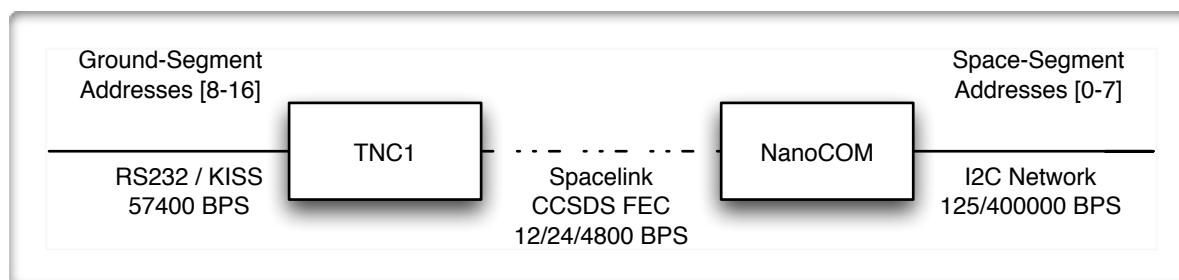 Ground-Segment
Addresses [8-16]
Space-Segment
Addresses [0-7]
TNC1
NanoCOM
RS232 / KISS
57400 BPS
Spacelink
CCSDS FEC
12/24/4800 BPS
I2C Network
125/400000 BPS